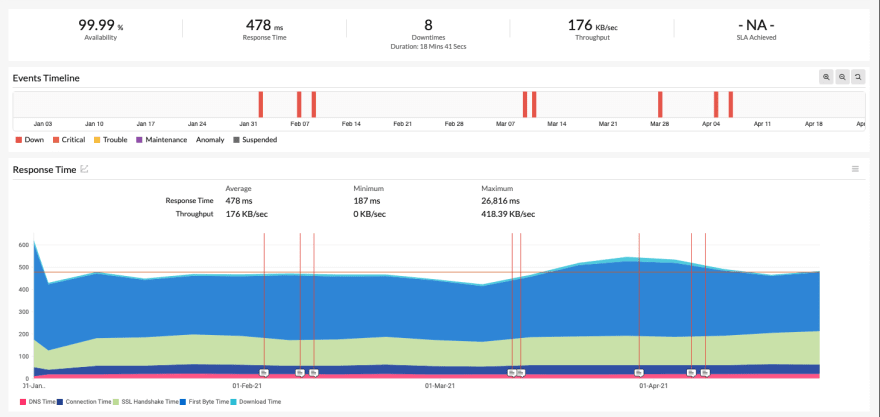 99.99 %
Availability
478 ms
Response Time
8
Downtimes
Duration: 18 Mins 41 Secs
176 KB/sec
Throughput
- NA -
SLA Achieved
Events Timeline
Jan 03 Jan 10 Jan 17 Jan 24 Jan 31 Feb 07 Feb 14 Feb 21 Feb 28 Mar 07 Mar 14 Mar 21 Mar 28 Apr 04 Apr 11 Apr 18 Apr
Down Critical Trouble Maintenance Anomaly Suspended
Response Time
Average Minimum Maximum
Response Time 478 ms 187 ms 26,816 ms
Throughput 176 KB/sec 0 KB/sec 418.39 KB/sec
600
500
400
300
200
100
0
01-Jan.. 01-Feb-21 01-Mar-21 01-Apr-21
DNS Time Connection Time SSL Handshake Time First Byte Time Download Time